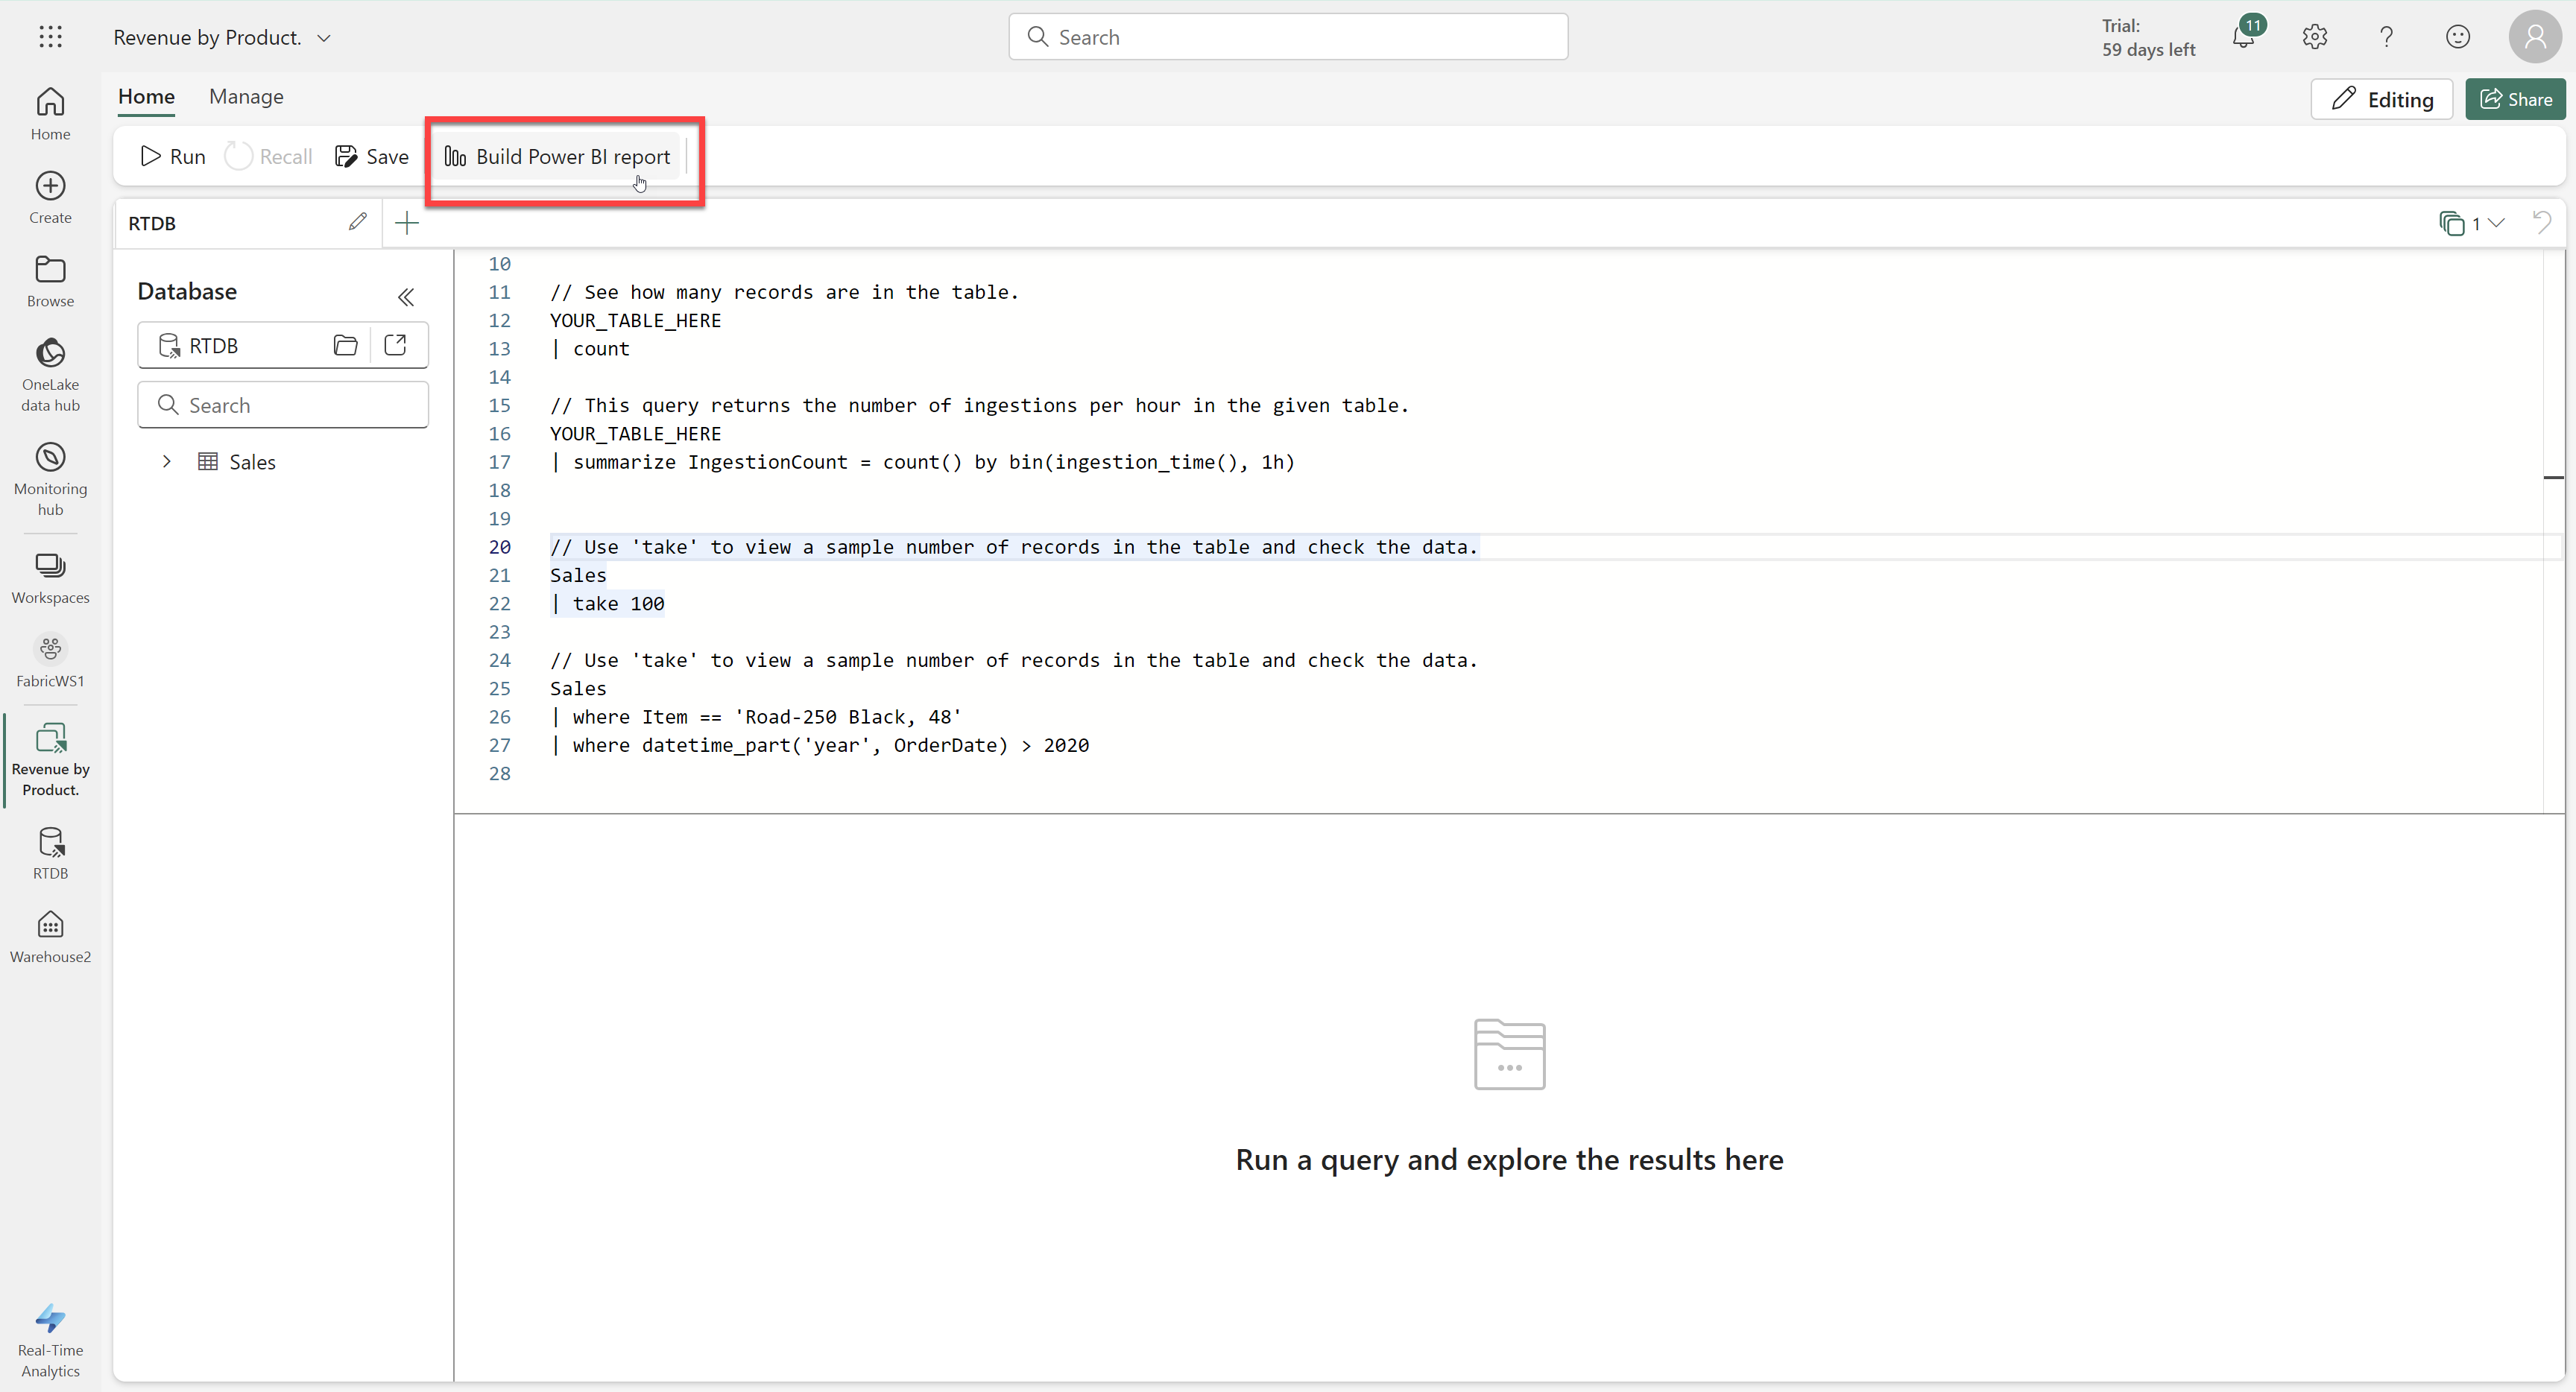 Revenue by Product.
Search
Trial:
59 days left
11
Home
Manage
Editing
Share
Run
Recall
Save
Build Power BI report
RTDB
1
Home
Create
Browse
OneLake
data hub
Monitoring
hub
Workspaces
FabricWS1
Revenue by
Product.
RTDB
Warehouse2
Real-Time
Analytics
Database
RTDB
Search
Sales
10
11 // See how many records are in the table.
12 YOUR_TABLE_HERE
13 | count
14
15 // This query returns the number of ingestions per hour in the given table.
16 YOUR_TABLE_HERE
17 | summarize IngestionCount = count() by bin(ingestion_time(), 1h)
18
19
20 // Use 'take' to view a sample number of records in the table and check the data.
21 Sales
22 | take 100
23
24 // Use 'take' to view a sample number of records in the table and check the data.
25 Sales
26 | where Item == 'Road-250 Black, 48'
27 | where datetime_part('year', OrderDate) > 2020
28
Run a query and explore the results here